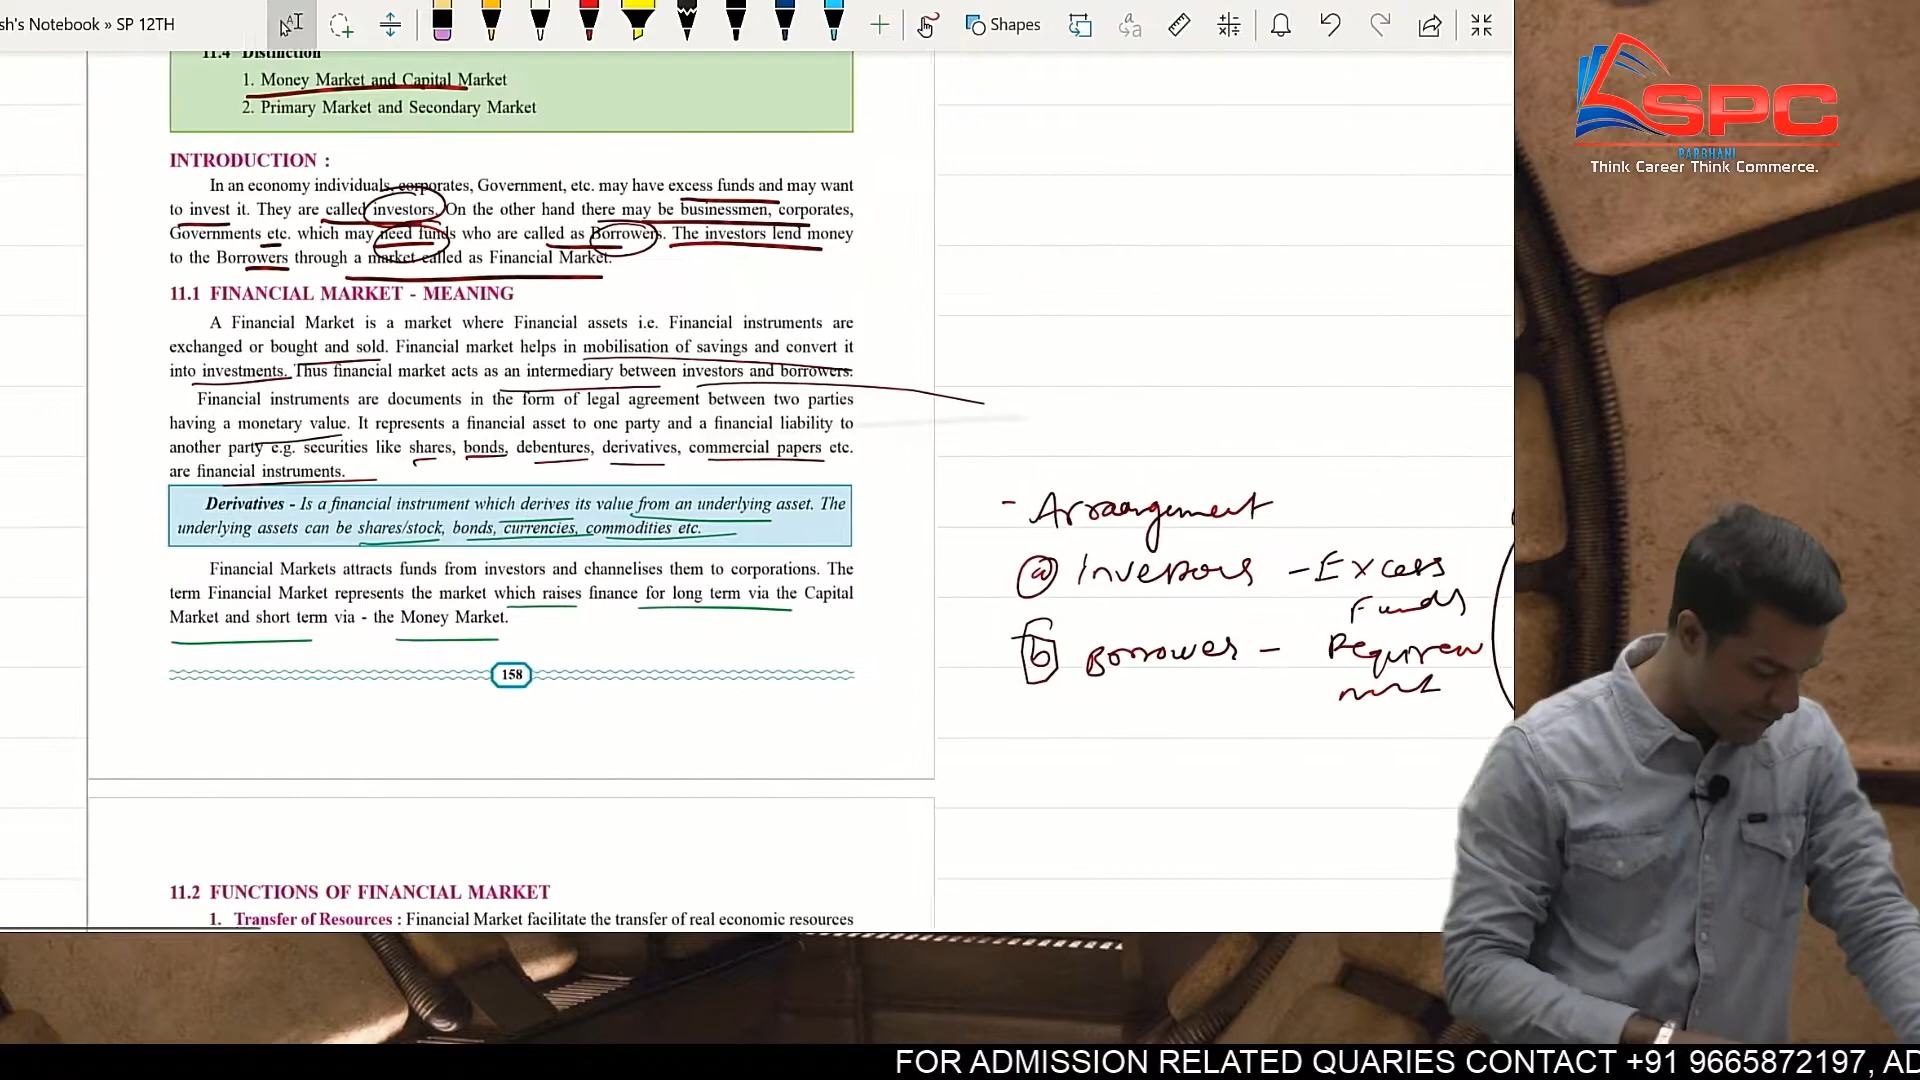 sh's Notebook » SP 12TH
Shapes
11.4 Distinction
1. Money Market and Capital Market
2. Primary Market and Secondary Market
INTRODUCTION :
In an economy individuals, corporates, Government, etc. may have excess funds and may want
to invest it. They are called investors. On the other hand there may be businessmen, corporates,
Governments etc. which may need funds who are called as Borrowers. The investors lend money
to the Borrowers through a market called as Financial Market.
11.1 FINANCIAL MARKET - MEANING
A Financial Market is a market where Financial assets i.e. Financial instruments are
exchanged or bought and sold. Financial market helps in mobilisation of savings and convert it
into investments. Thus financial market acts as an intermediary between investors and borrowers.
Financial instruments are documents in the form of legal agreement between two parties
having a monetary value. It represents a financial asset to one party and a financial liability to
another party e.g. securities like shares, bonds, debentures, derivatives, commercial papers etc.
are financial instruments.
Derivatives - Is a financial instrument which derives its value from an underlying asset. The
underlying assets can be shares/stock, bonds, currencies, commodities etc.
Financial Markets attracts funds from investors and channelises them to corporations. The
term Financial Market represents the market which raises finance for long term via the Capital
Market and short term via - the Money Market.
158
11.2 FUNCTIONS OF FINANCIAL MARKET
1. Transfer of Resources : Financial Market facilitate the transfer of real economic resources
- Arraangement
a Investors - Excess
Funds
b Borrower - Requirem
ment
SPC
PARBHANI
Think Career Think Commerce.
FOR ADMISSION RELATED QUARIES CONTACT +91 9665872197, AD